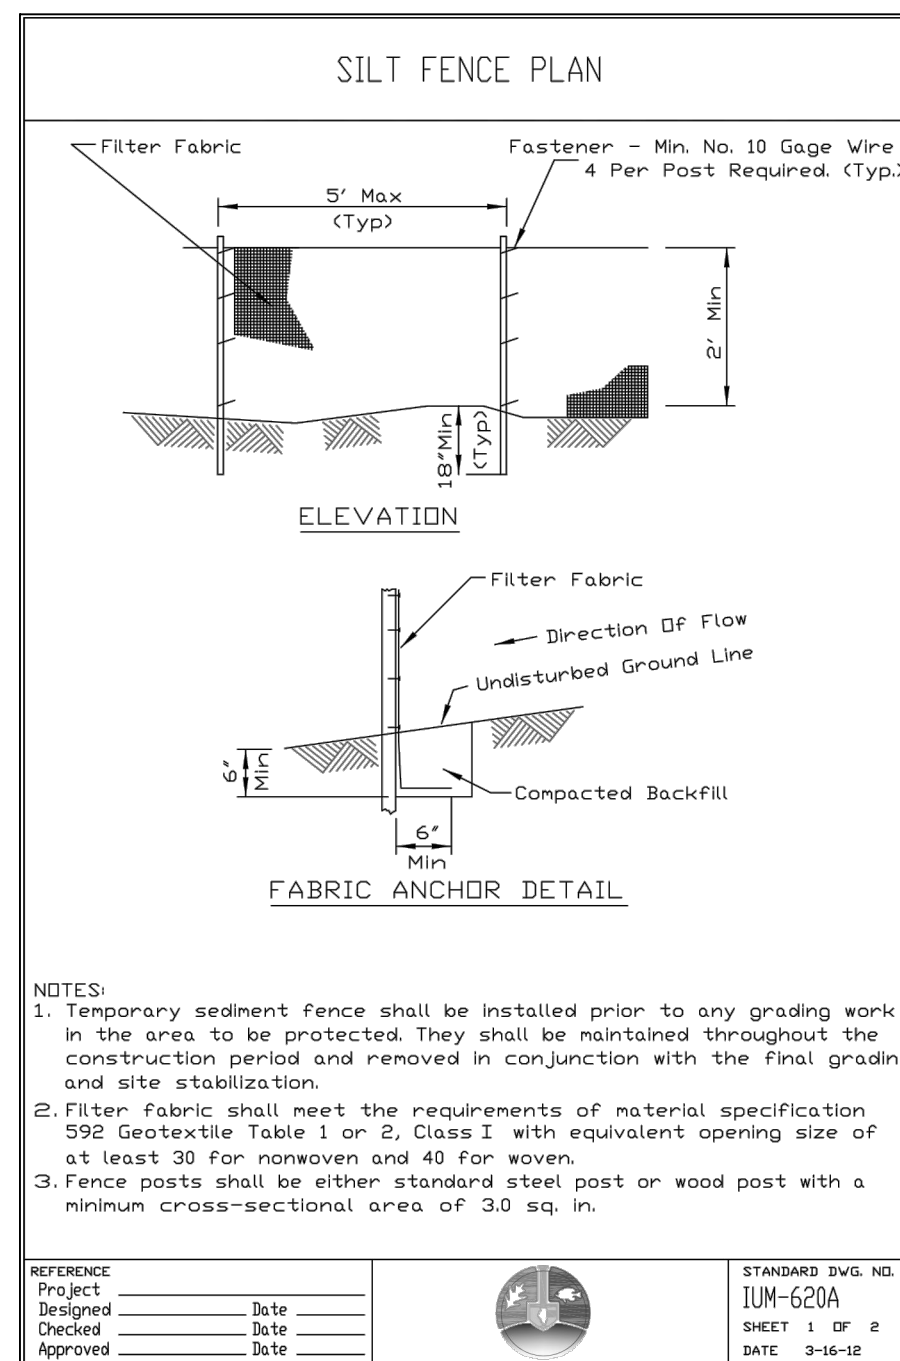 SILT FENCE PLAN
Filter Fabric
Fastener - Min. No. 10 Gage Wire
4 Per Post Required. (Typ.)
5' Max
(Typ)
2' Min
18"Min
(Typ)
ELEVATION
Filter Fabric
Direction Of Flow
Undisturbed Ground Line
6"
Min
Compacted Backfill
6"
Min
FABRIC ANCHOR DETAIL
NOTES:
1. Temporary sediment fence shall be installed prior to any grading work
in the area to be protected. They shall be maintained throughout the
construction period and removed in conjunction with the final gradin
and site stabilization.
2. Filter fabric shall meet the requirements of material specification
592 Geotextile Table 1 or 2, Class I with equivalent opening size of
at least 30 for nonwoven and 40 for woven.
3. Fence posts shall be either standard steel post or wood post with a
minimum cross-sectional area of 3.0 sq. in.
REFERENCE
Project
Designed Date
Checked Date
Approved Date
STANDARD DWG. NO.
IUM-620A
SHEET 1 OF 2
DATE 3-16-12